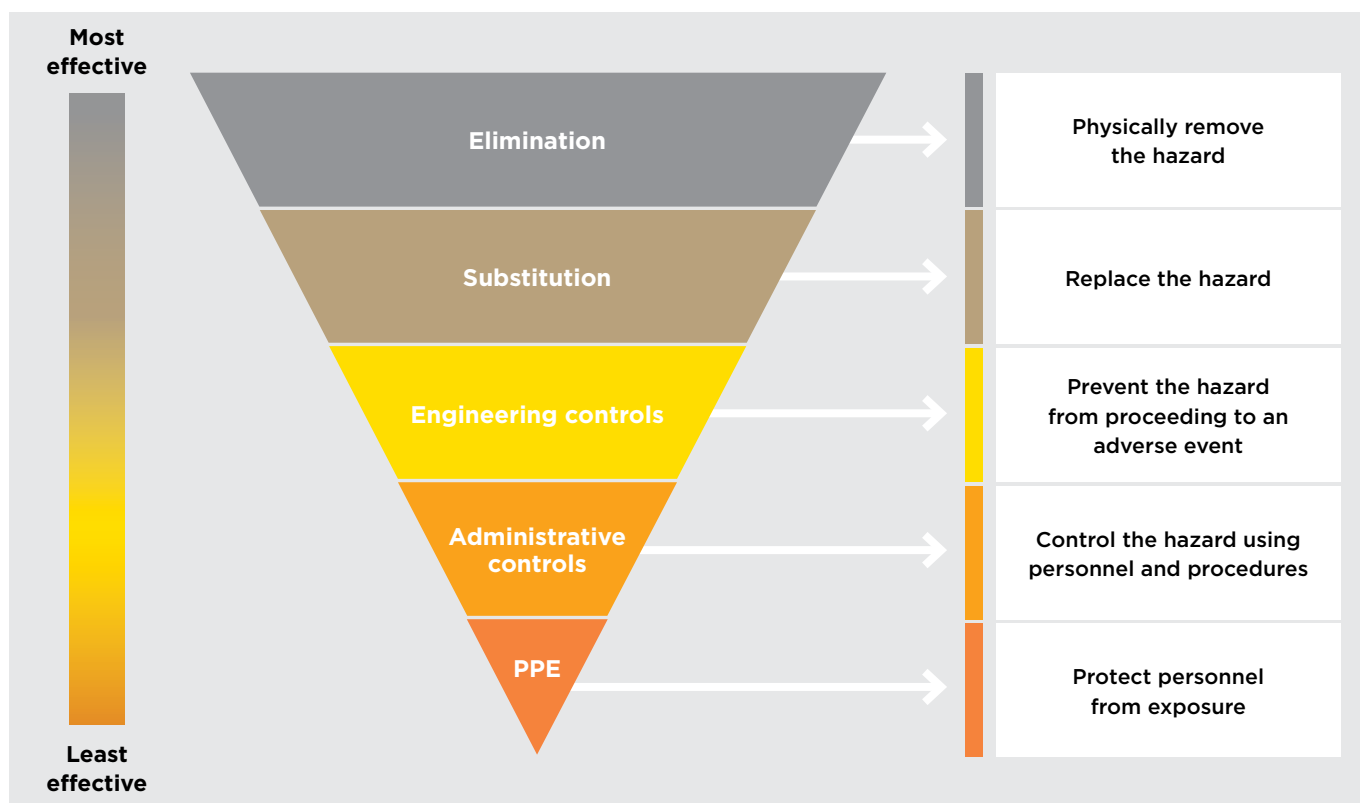 Most
effective
Elimination
Physically remove
the hazard
Substitution
Replace the hazard
Engineering controls
Prevent the hazard
from proceeding to an
adverse event
Administrative
controls
Control the hazard using
personnel and procedures
PPE
Protect personnel
from exposure
Least
effective